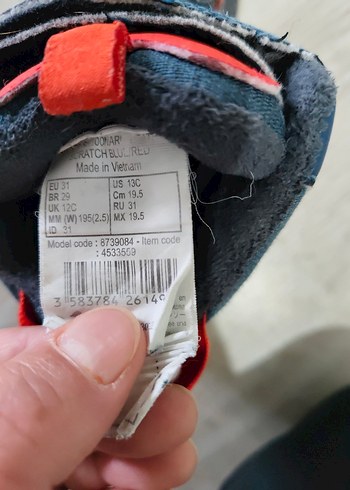 RATCH BLUE RED
Made in Vietnam
EU 31 US 13C
BR 29 Cm 19.5
UK 12C RU 31
MM (W) 195(2.5) MX 19.5
ID 31
Model code : 8739084 - Item code
: 4533559
3 583784 26149